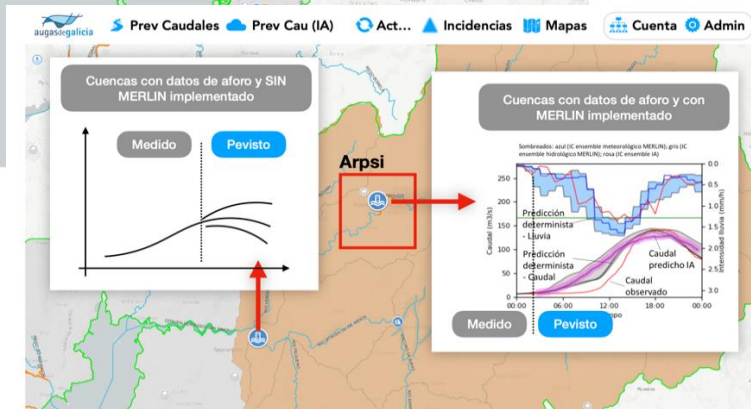 augasdegalicia
Prev Caudales
Prev Cau (IA)
Act...
Incidencias
Mapas
Cuenta
Admin
Cuencas con datos de aforo y SIN
MERLIN implementado
Medido
Pevisto
Arpsi
Cuencas con datos de aforo y con
MERLIN implementado
Sombreados: azul (IC ensemble meteorológico MERLIN); gris (IC
ensemble hidrológico MERLIN); rosa (IC ensemble IA)
Caudal (m3/s)
250
200
150
100
50
0
Predicción
determinista
- Lluvia
Predicción
determinista
- Caudal
Caudal
predicho IA
Caudal
observado
0.0
0.5
1.0
1.5
2.0
2.5
3.0
Intensidad lluvia (mm/h)
00:00
06:00
12:00
18:00
00:00
Medido
Pevisto